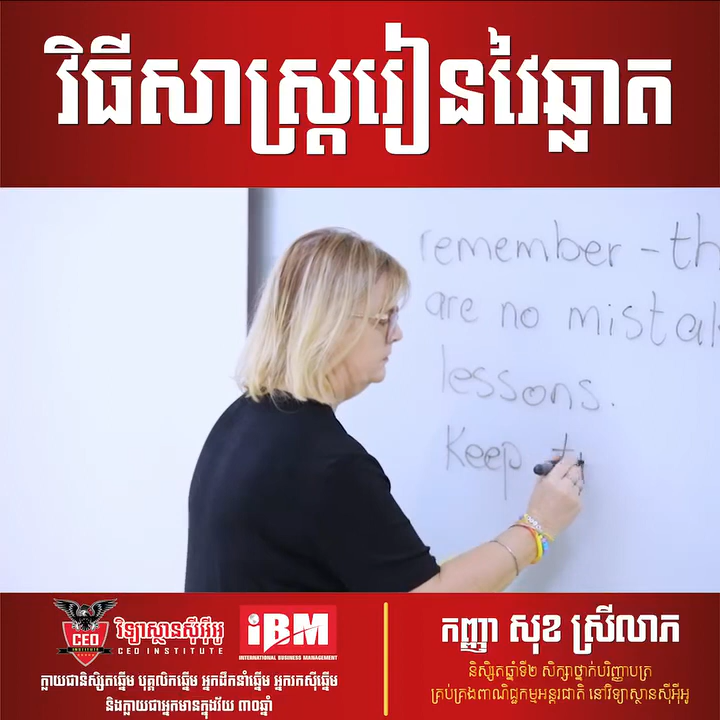 វិធីសាស្ត្ររៀនវៃឆ្លាត
remember - th
are no mistak
lessons.
Keep t
CEO
INSTITUTE
វិទ្យាស្ថានស៊ីអ៊ីអូ
CEO INSTITUTE
iBM
INTERNATIONAL BUSINESS MANAGEMENT
ក្លាយជានិស្សិតឆ្នើម បុគ្គលិកឆ្នើម អ្នកដឹកនាំឆ្នើម អ្នករកស៊ីឆ្នើម
និងក្លាយជាអ្នកមានក្នុងវ័យ ៣០ឆ្នាំ
កញ្ញា សុខ ស្រីលាភ
និស្សិតឆ្នាំទី២ សិក្សាថ្នាក់បរិញ្ញាបត្រ
គ្រប់គ្រងពាណិជ្ជកម្មអន្តរជាតិ នៅវិទ្យាស្ថានស៊ីអ៊ីអូ